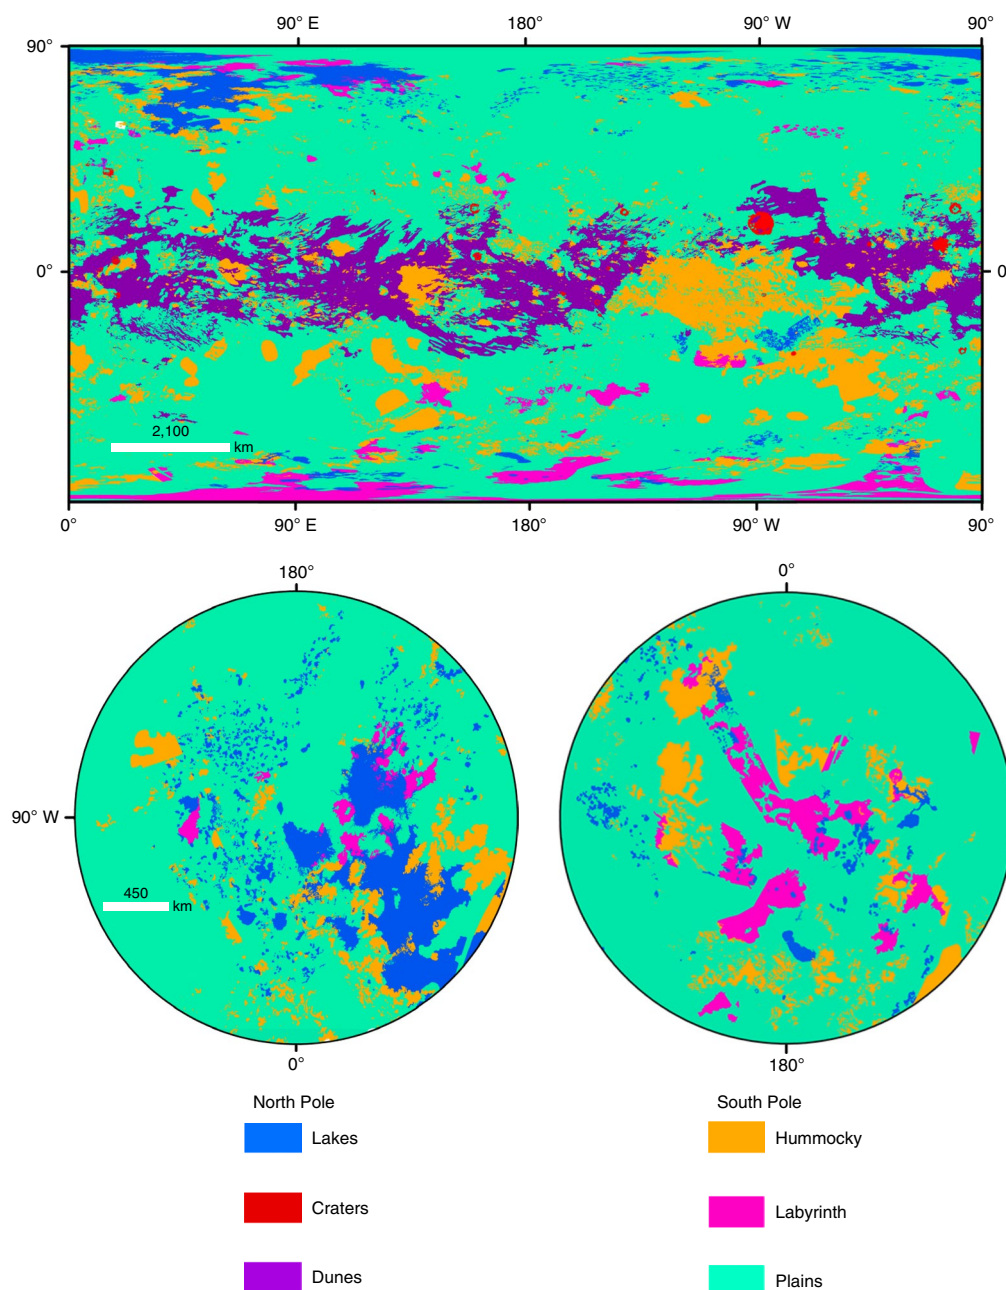 90° E 180° 90° W 90°
90°
0° 0
2,100
km
0° 90° E 180° 90° W 90°
180° 0°
90° W
450
km
0° 180°
North Pole South Pole
Lakes Hummocky
Craters Labyrinth
Dunes Plains